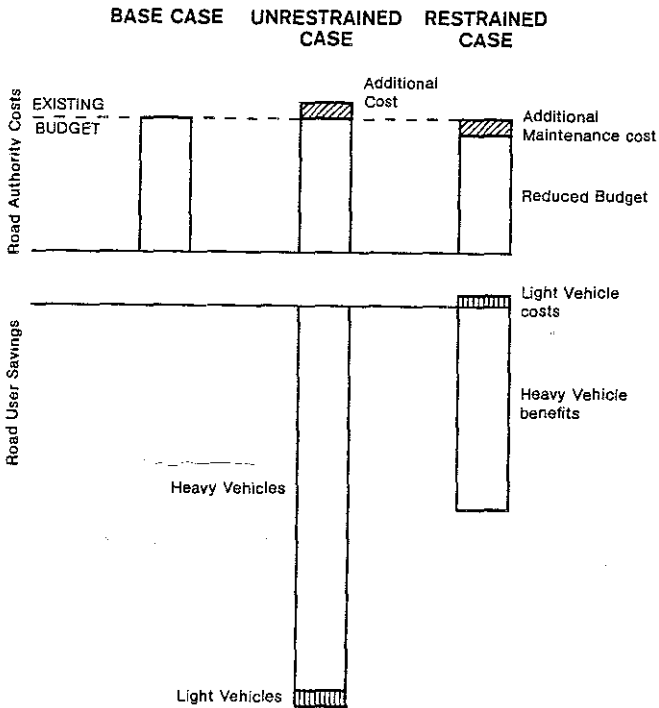 BASE CASE
UNRESTRAINED
CASE
RESTRAINED
CASE
Road Authority Costs
EXISTING
BUDGET
Additional
Cost
Additional
Maintenance cost
Reduced Budget
Road User Savings
Light Vehicle
costs
Heavy Vehicle
benefits
Heavy Vehicles
Light Vehicles